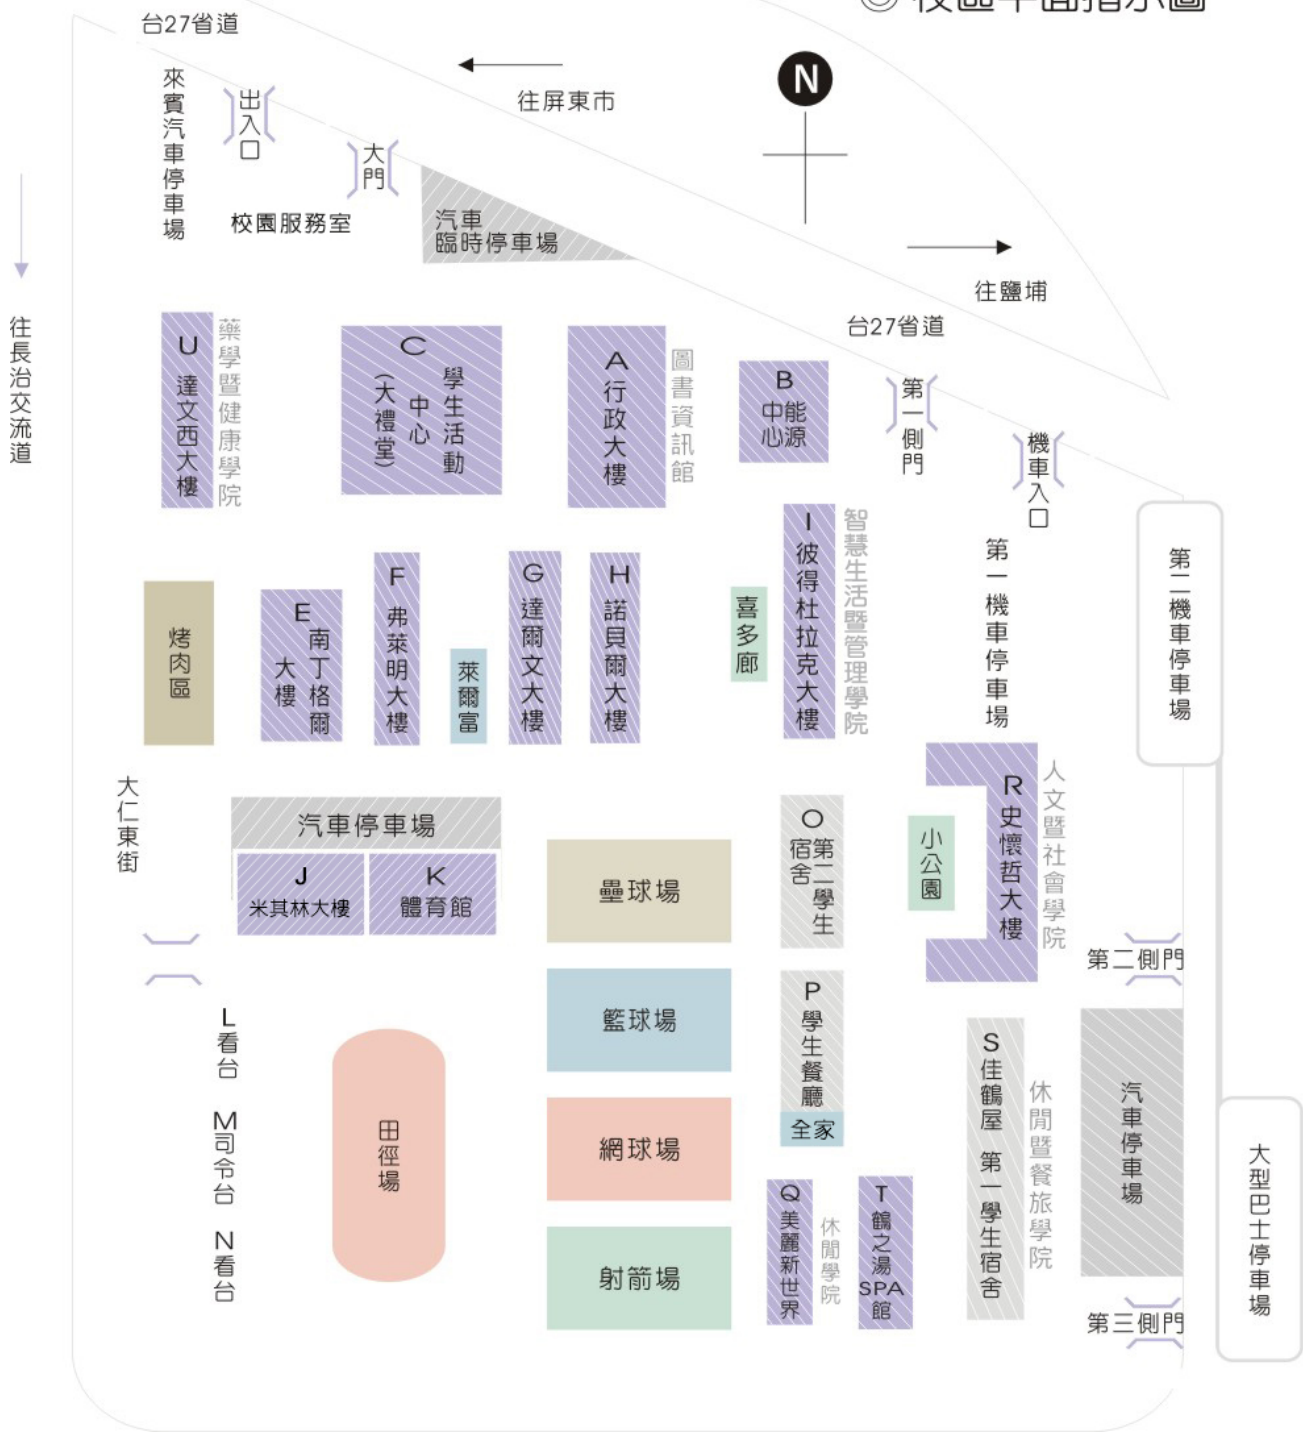 ◎ 校區平面指示圖
台27省道
來賓汽車停車場
出入口
大門
校園服務室
往屏東市
N
汽車
臨時停車場
往鹽埔
台27省道
往長治交流道
U
達文西大樓
藥學暨健康學院
C
學生活動
中心
(大禮堂)
A
行政大樓
圖書資訊館
B
能源
中心
第一側門
機車入口
第一機車停車場
第二機車停車場
烤肉區
E
南丁格爾
大樓
F
弗萊明大樓
萊爾富
G
達爾文大樓
H
諾貝爾大樓
喜多廊
I
彼得杜拉克大樓
智慧生活暨管理學院
大仁東街
汽車停車場
J
米其林大樓
K
體育館
壘球場
O
第二學生
宿舍
小公園
R
史懷哲大樓
人文暨社會學院
第二側門
籃球場
P
學生餐廳
全家
L
看台
M
司令台
N
看台
田徑場
網球場
射箭場
Q
美麗新世界
休閒學院
T
鶴之湯
SPA
館
S
佳鶴屋 第一學生宿舍
休閒暨餐旅學院
汽車停車場
第三側門
大型巴士停車場